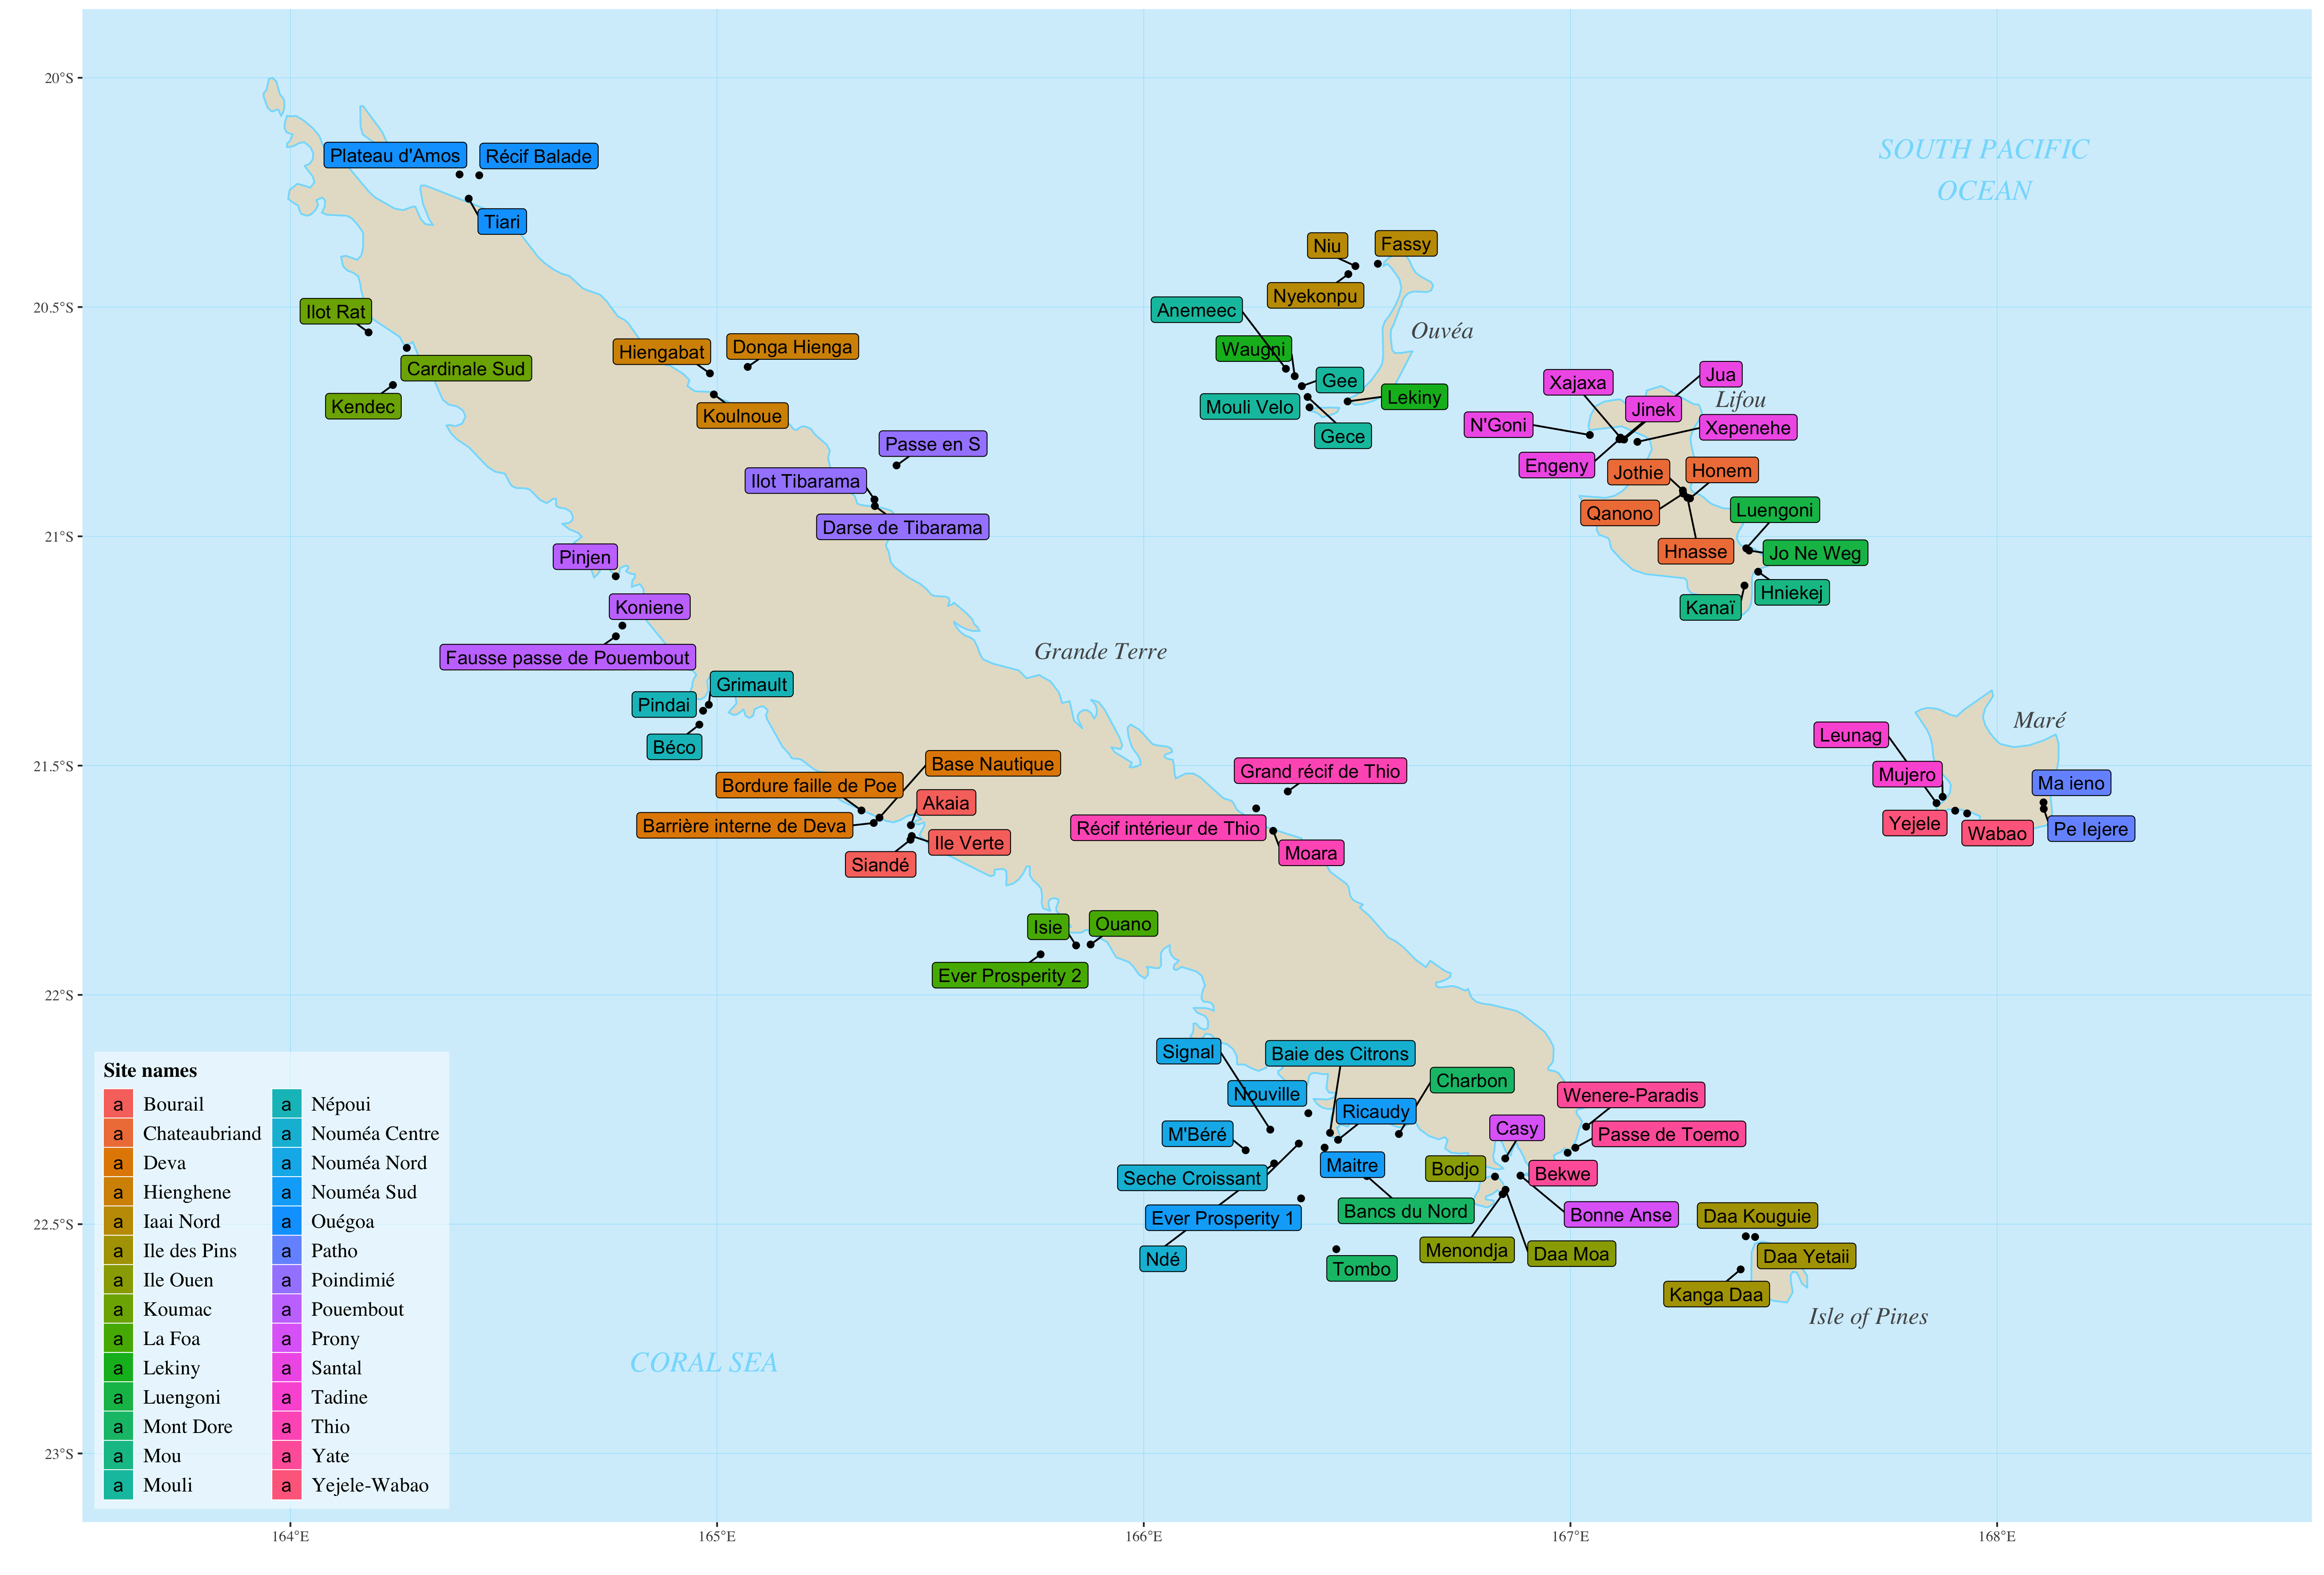 20°S
20.5°S
21°S
21.5°S
22°S
22.5°S
23°S
164°E
165°E
166°E
167°E
168°E
SOUTH PACIFIC
OCEAN
CORAL SEA
Grande Terre
Ouvéa
Lifou
Maré
Isle of Pines
Plateau d'Amos
Récif Balade
Tiari
Ilot Rat
Cardinale Sud
Kendec
Hiengabat
Donga Hienga
Koulnoue
Passe en S
Ilot Tibarama
Darse de Tibarama
Pinjen
Koniene
Fausse passe de Pouembout
Grimault
Pindai
Béco
Base Nautique
Bordure faille de Poe
Barrière interne de Deva
Akaia
Ile Verte
Siandé
Isie
Ouano
Ever Prosperity 2
Grand récif de Thio
Récif intérieur de Thio
Moara
Niu
Fassy
Nyekonpu
Anemeec
Waugni
Gee
Lekiny
Mouli Velo
Gece
Xajaxa
Jua
Jinek
N'Goni
Xepenehe
Engeny
Jothie
Honem
Qanono
Hnasse
Luengoni
Jo Ne Weg
Hniekej
Kanaï
Leunag
Mujero
Yejele
Wabao
Ma ieno
Pe lejere
Signal
Baie des Citrons
Nouville
Charbon
Ricaudy
M'Béré
Maitre
Seche Croissant
Bancs du Nord
Ever Prosperity 1
Ndé
Tombo
Wenere-Paradis
Casy
Passe de Toemo
Bodjo
Bekwe
Bonne Anse
Menondja
Daa Moa
Daa Kouguie
Daa Yetaii
Kanga Daa
Site names
a Bourail
a Chateaubriand
a Deva
a Hienghene
a Iaai Nord
a Ile des Pins
a Ile Ouen
a Koumac
a La Foa
a Lekiny
a Luengoni
a Mont Dore
a Mou
a Mouli
a Népoui
a Nouméa Centre
a Nouméa Nord
a Nouméa Sud
a Ouégoa
a Patho
a Poindimié
a Pouembout
a Prony
a Santal
a Tadine
a Thio
a Yate
a Yejele-Wabao